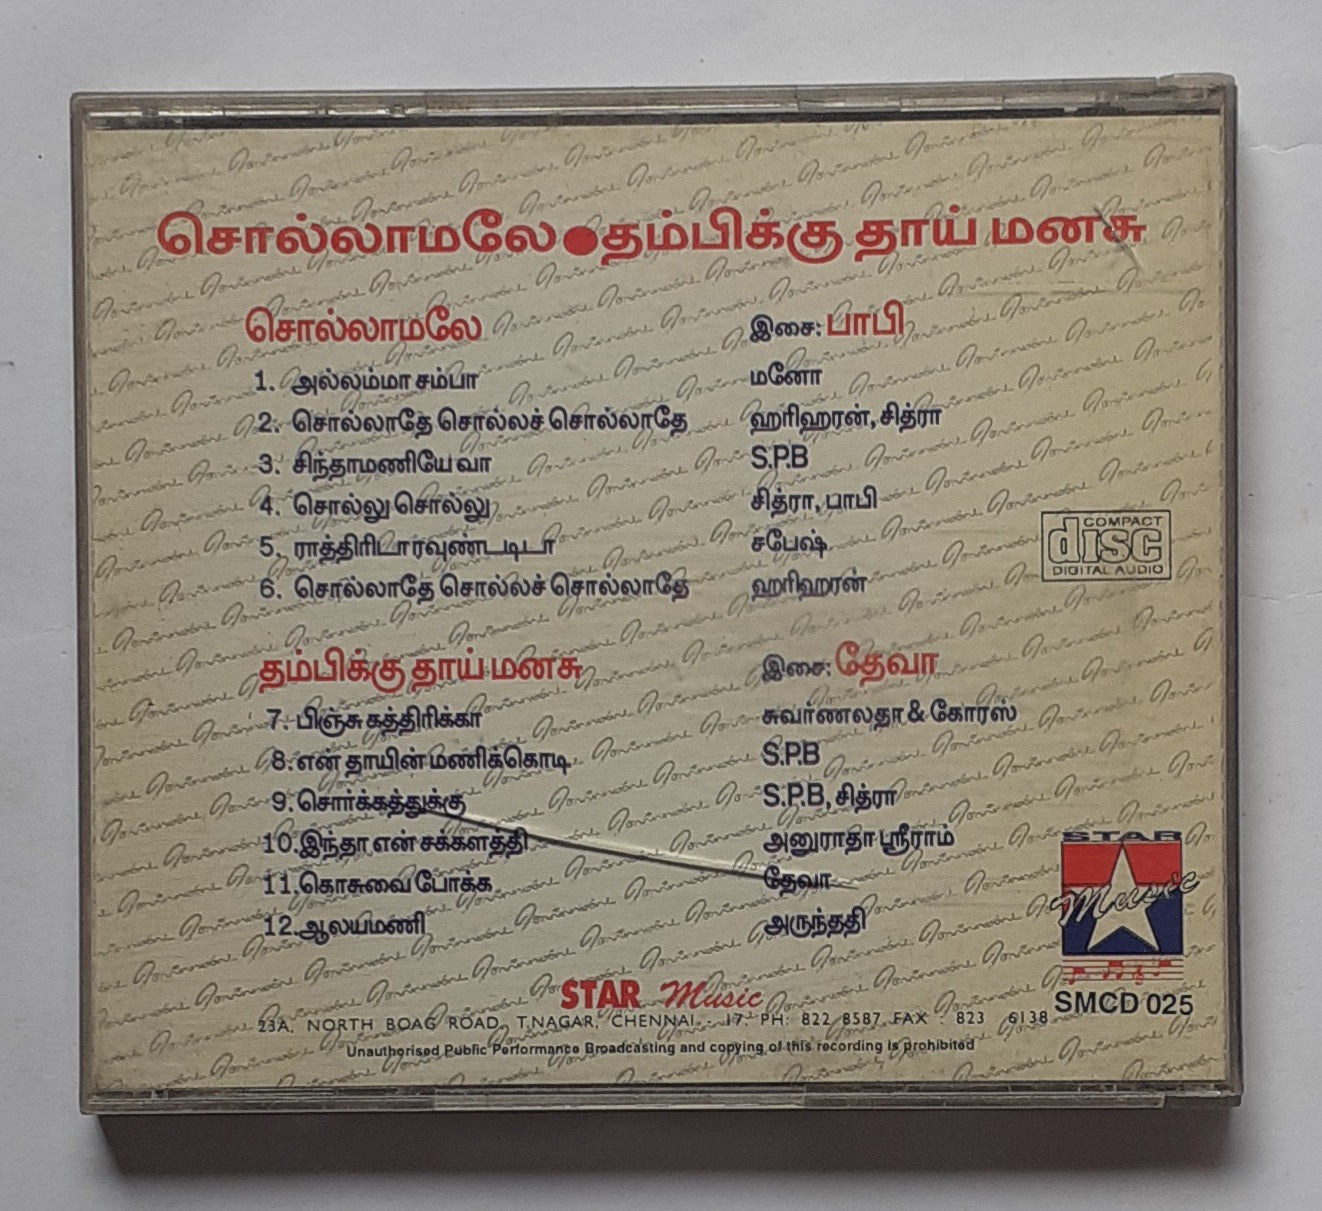 சொல்லாமலே●தம்பிக்கு தாய் மனசு
சொல்லாமலே இசை: பாபி
1. அல்லம்மா சம்பா மனோ
2. சொல்லாதே சொல்லச் சொல்லாதே ஹரிஹரன், சித்ரா
3. சிந்தாமணியே வா S.P.B
4. சொல்லு சொல்லு சித்ரா, பாபி
5. ராத்திரிடா ரவுண்டடிடா சபேஷ்
6. சொல்லாதே சொல்லச் சொல்லாதே ஹரிஹரன்
COMPACT
disc
DIGITAL AUDIO
தம்பிக்கு தாய் மனசு இசை: தேவா
7. பிஞ்சு கத்திரிக்கா சுவர்ணலதா & கோரஸ்
8. என் தாயின் மணிக்கொடி S.P.B
9. சொர்க்கத்துக்கு S.P.B, சித்ரா
10. இந்தா என் சக்களத்தி அனுராதா ஸ்ரீராம்
11. கொசுவை போக்க தேவா
12. ஆலயமணி அருந்ததி
STAR
Music
STAR Music
SMCD 025
23A, NORTH BOAG ROAD, T.NAGAR, CHENNAI - 17. PH: 822 8587 FAX : 823 6138
Unauthorised Public Performance Broadcasting and copying of this recording is prohibited